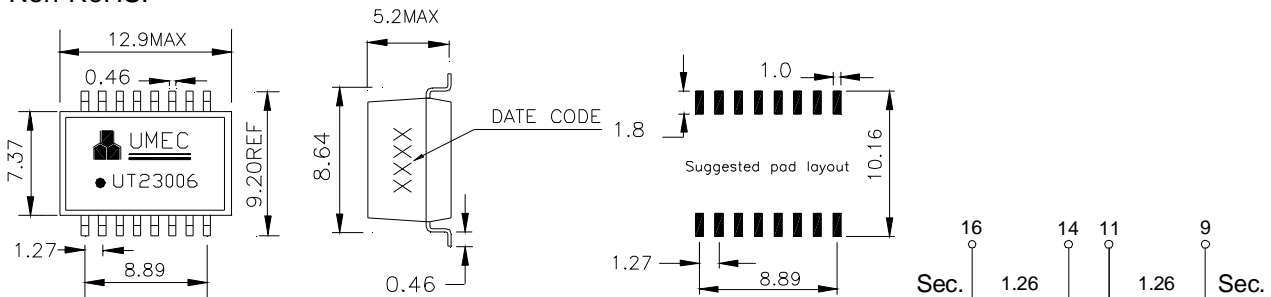 Non-RoHS:
12.9MAX
0.46
7.37
UMEC
UT23006
9.20REF
1.27
8.89
5.2MAX
8.64
DATE CODE
XXXX
0.46
1.0
1.8
Suggested pad layout
10.16
1.27
8.89
16 14 11 9
Sec. 1.26 1.26 Sec.